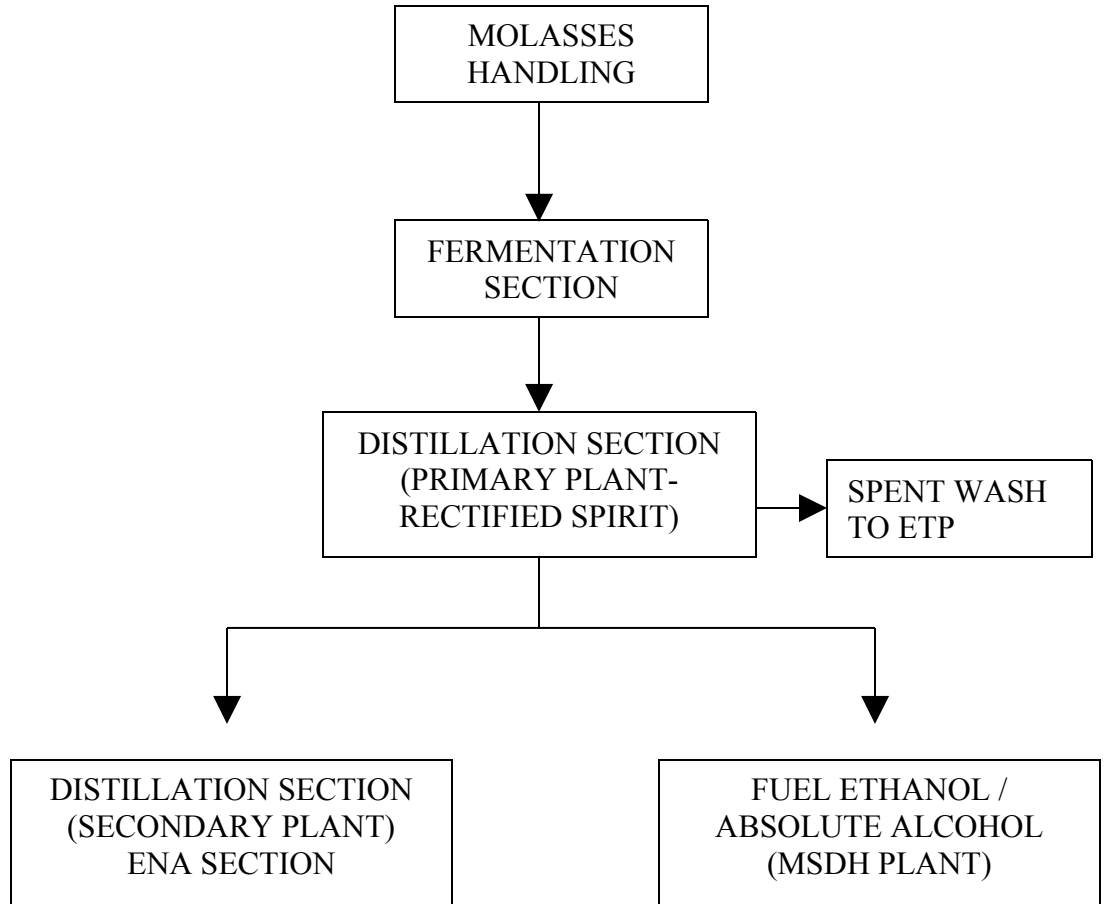 MOLASSES
HANDLING
FERMENTATION
SECTION
DISTILLATION SECTION
(PRIMARY PLANT-
RECTIFIED SPIRIT)
SPENT WASH
TO ETP
DISTILLATION SECTION
(SECONDARY PLANT)
ENA SECTION
FUEL ETHANOL /
ABSOLUTE ALCOHOL
(MSDH PLANT)